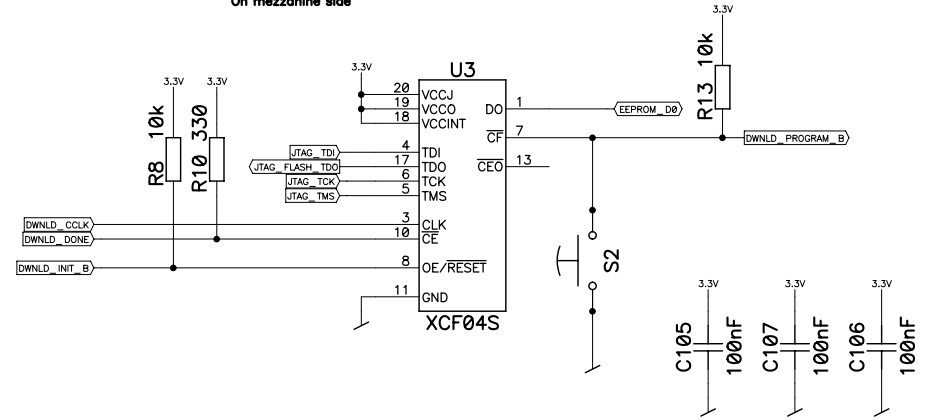 On mezzanine side
3.3V
R13 10k
U3
3.3V
3.3V 3.3V
R8 10k
R10 330
20 VCCJ
19 VCCO
18 VCCINT
DO 1
EEPROM_D0
CF 7
DWNLD_PROGRAM_B
CEO 13
JTAG_TDI 4 TDI
JTAG_FLASH_TDO 17 TDO
JTAG_TCK 6 TCK
JTAG_TMS 5 TMS
DWNLD_CCLK 3 CLK
DWNLD_DONE 10 CE
DWNLD_INIT_B 8 OE/RESET
11 GND
XCF04S
S2
3.3V 3.3V 3.3V
C105 100nF
C107 100nF
C106 100nF